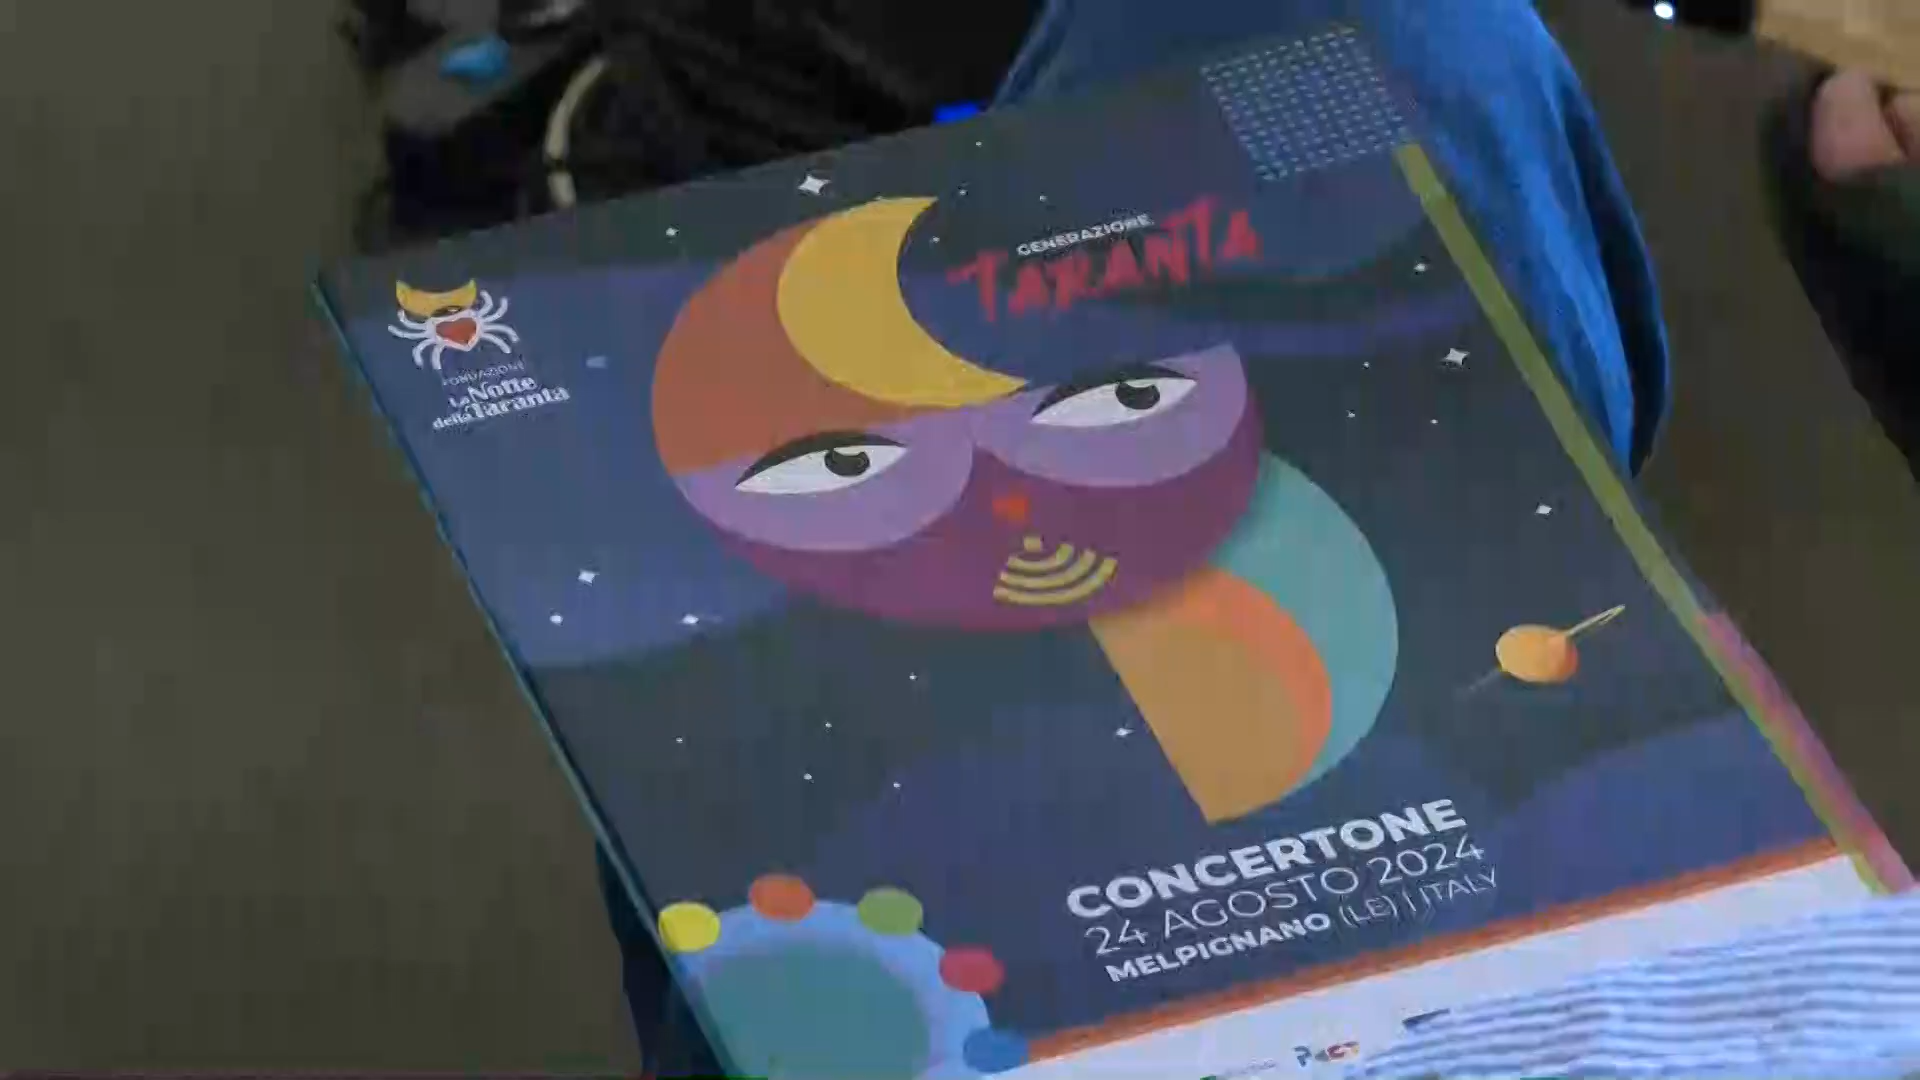 GENERAZIONE
TARANTA
FONDAZIONE
La Notte
della Taranta
CONCERTONE
24 AGOSTO 2024
MELPIGNANO (LE) | ITALY